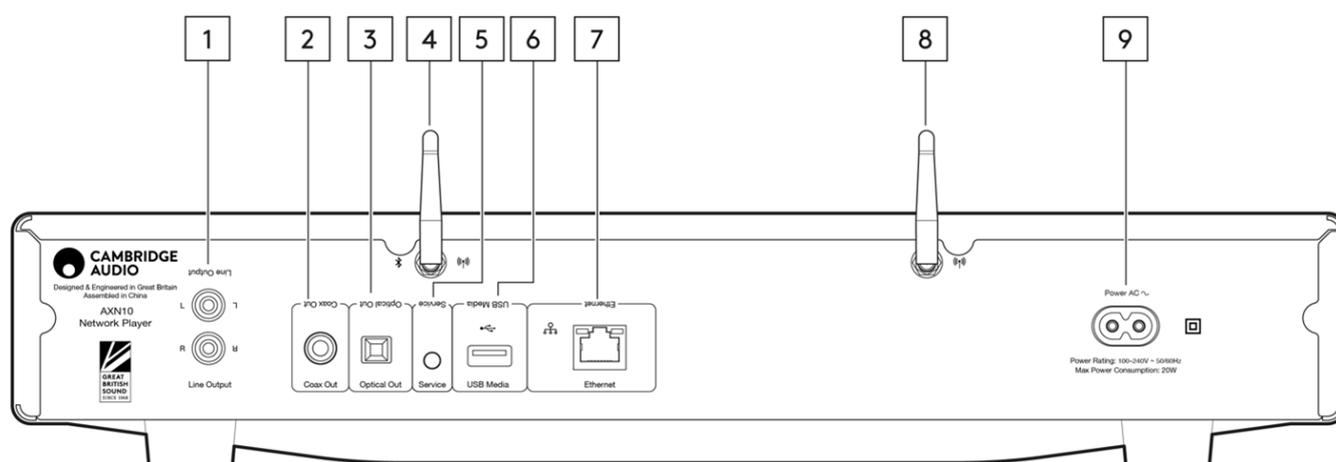 1 2 3 4 5 6 7 8 9
CAMBRIDGE
AUDIO
Designed & Engineered in Great Britain
Assembled in China
AXN10
Network Player
GREAT
BRITISH
SOUND
SINCE 1968
Line Output
L L
R R
Line Output
Coax Out
Coax Out
Optical Out
Optical Out
Service
Service
USB Media
USB Media
Ethernet
Ethernet
Power AC ~
Power Rating: 100-240V ~ 50/60Hz
Max Power Consumption: 20W